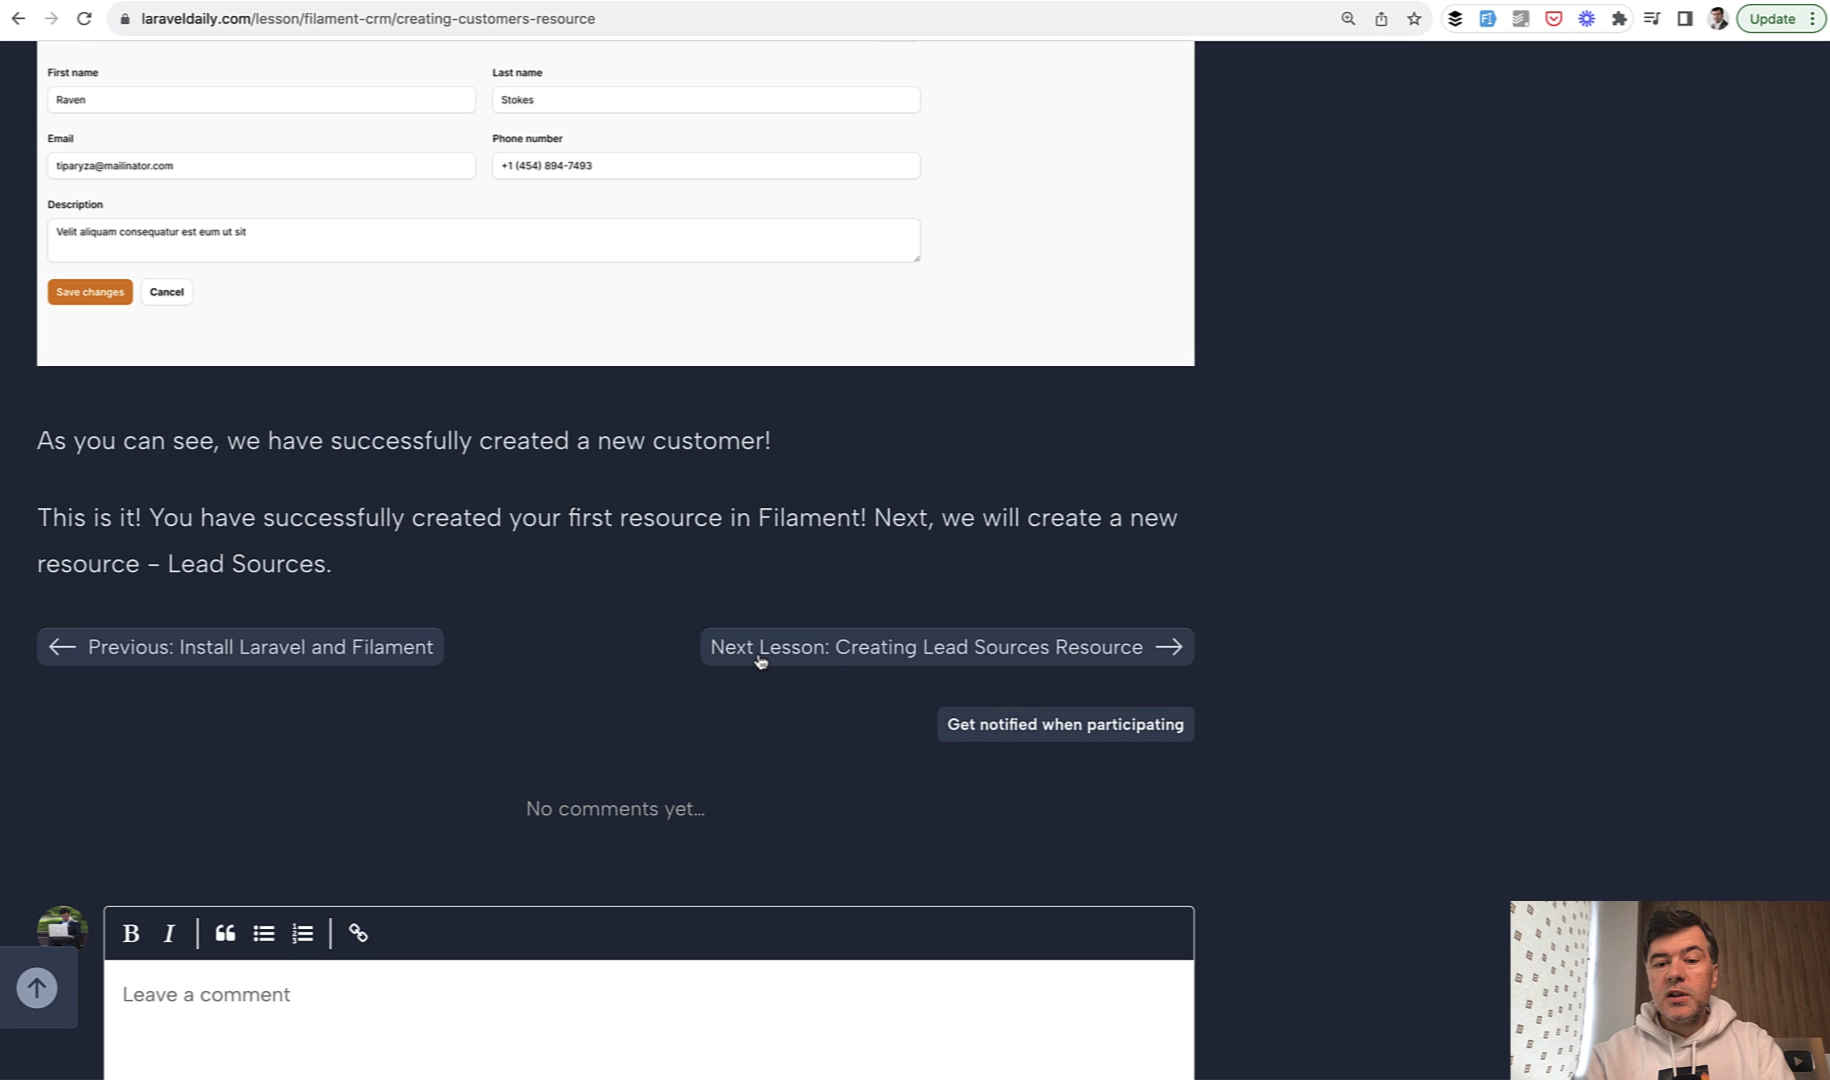 laraveldaily.com/lesson/filament-crm/creating-customers-resource
Update
First name
Last name
Raven
Stokes
Email
Phone number
tiparyza@mailinator.com
+1 (454) 894-7493
Description
Velit aliquam consequatur est eum ut sit
Save changes
Cancel
As you can see, we have successfully created a new customer!
This is it! You have successfully created your first resource in Filament! Next, we will create a new
resource - Lead Sources.
← Previous: Install Laravel and Filament
Next Lesson: Creating Lead Sources Resource →
Get notified when participating
No comments yet…
B I
Leave a comment